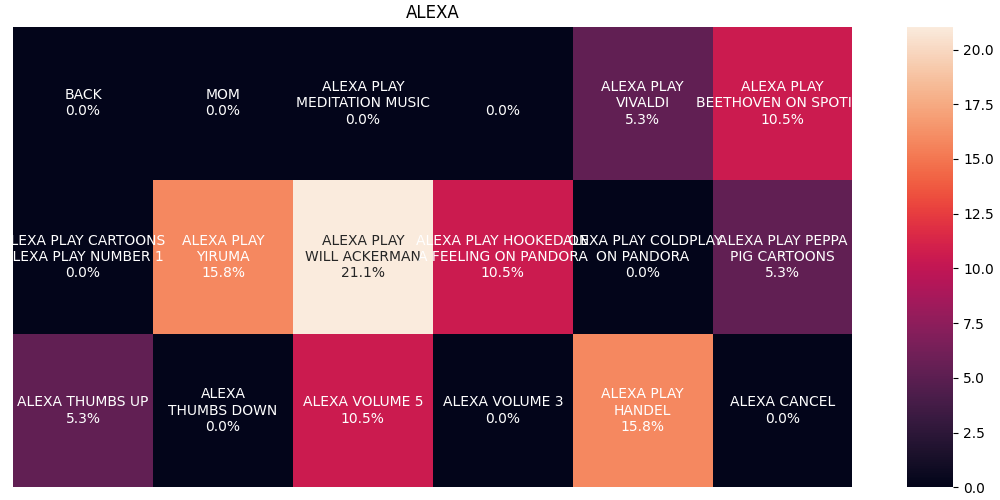 ALEXA
BACK
0.0%
MOM
0.0%
ALEXA PLAY
MEDITATION MUSIC
0.0%
0.0%
ALEXA PLAY
VIVALDI
5.3%
ALEXA PLAY
BEETHOVEN ON SPOTI
10.5%
LEXA PLAY CARTOONS
LEXA PLAY NUMBER 1
0.0%
ALEXA PLAY
YIRUMA
15.8%
ALEXA PLAY
WILL ACKERMAN
21.1%
ALEXA PLAY HOOKED ON
A FEELING ON PANDORA
10.5%
ALEXA PLAY COLDPLAY
ON PANDORA
0.0%
ALEXA PLAY PEPPA
PIG CARTOONS
5.3%
ALEXA THUMBS UP
5.3%
ALEXA
THUMBS DOWN
0.0%
ALEXA VOLUME 5
10.5%
ALEXA VOLUME 3
0.0%
ALEXA PLAY
HANDEL
15.8%
ALEXA CANCEL
0.0%
20.0
17.5
15.0
12.5
10.0
7.5
5.0
2.5
0.0